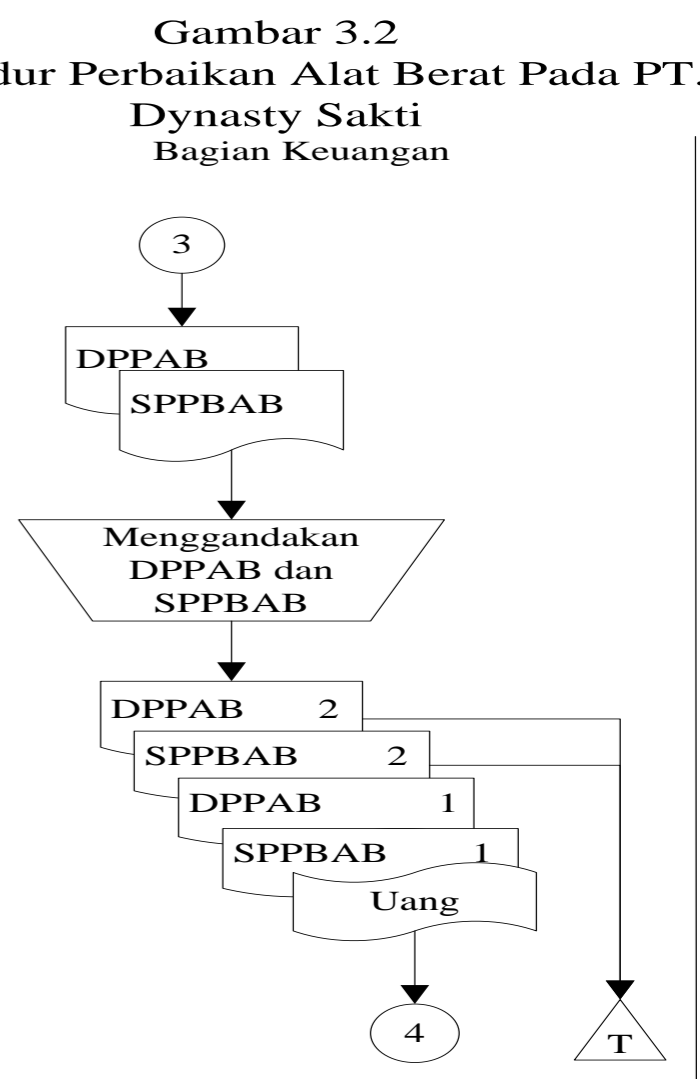 Gambar 3.2
dur Perbaikan Alat Berat Pada PT.
Dynasty Sakti
Bagian Keuangan
3
DPPAB
SPPBAB
Menggandakan
DPPAB dan
SPPBAB
DPPAB 2
SPPBAB 2
DPPAB 1
SPPBAB 1
Uang
4
T